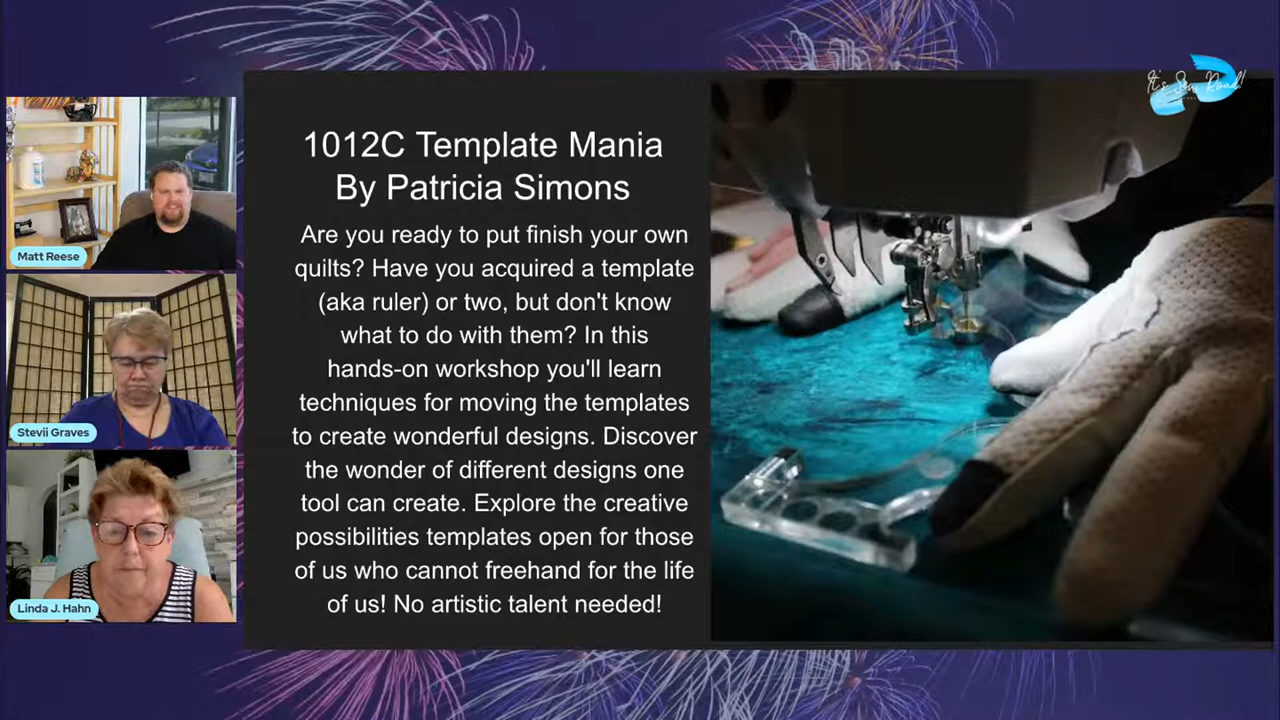 It's Sew Road!
1012C Template Mania
By Patricia Simons
Are you ready to put finish your own
quilts? Have you acquired a template
(aka ruler) or two, but don't know
what to do with them? In this
hands-on workshop you'll learn
techniques for moving the templates
to create wonderful designs. Discover
the wonder of different designs one
tool can create. Explore the creative
possibilities templates open for those
of us who cannot freehand for the life
of us! No artistic talent needed!
Matt Reese
Stevii Graves
Linda J. Hahn